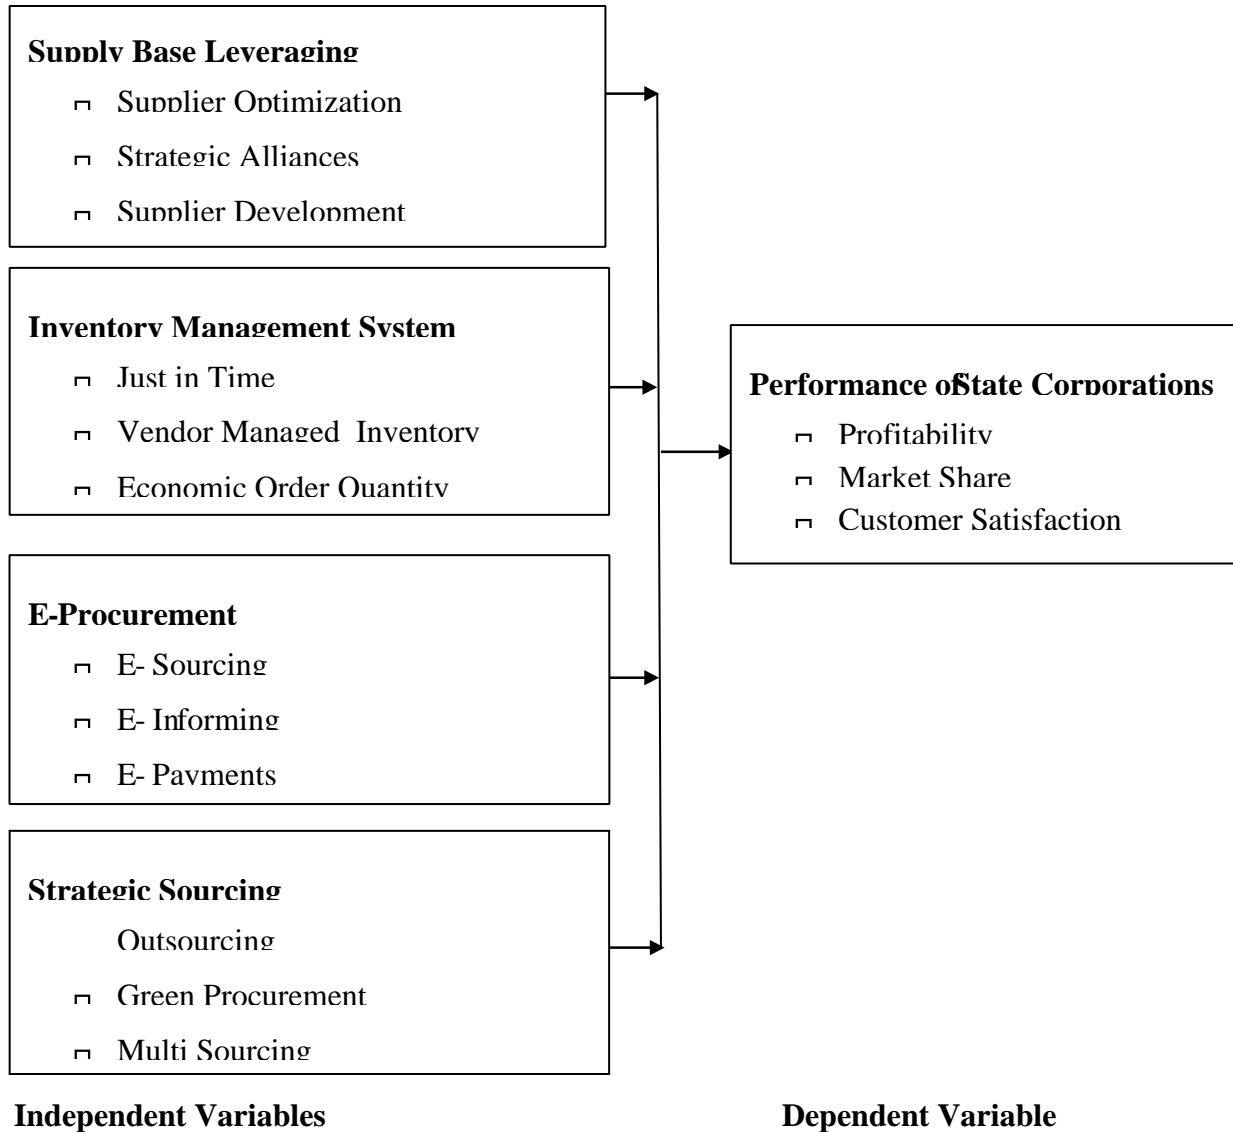 Supply Base Leveraging
Supplier Optimization
Strategic Alliances
Supplier Development
Inventory Management System
Just in Time
Vendor Managed Inventory
Economic Order Quantity
E-Procurement
E- Sourcing
E- Informing
E- Payments
Strategic Sourcing
Outsourcing
Green Procurement
Multi Sourcing
Performance of State Corporations
Profitability
Market Share
Customer Satisfaction
Independent Variables
Dependent Variable